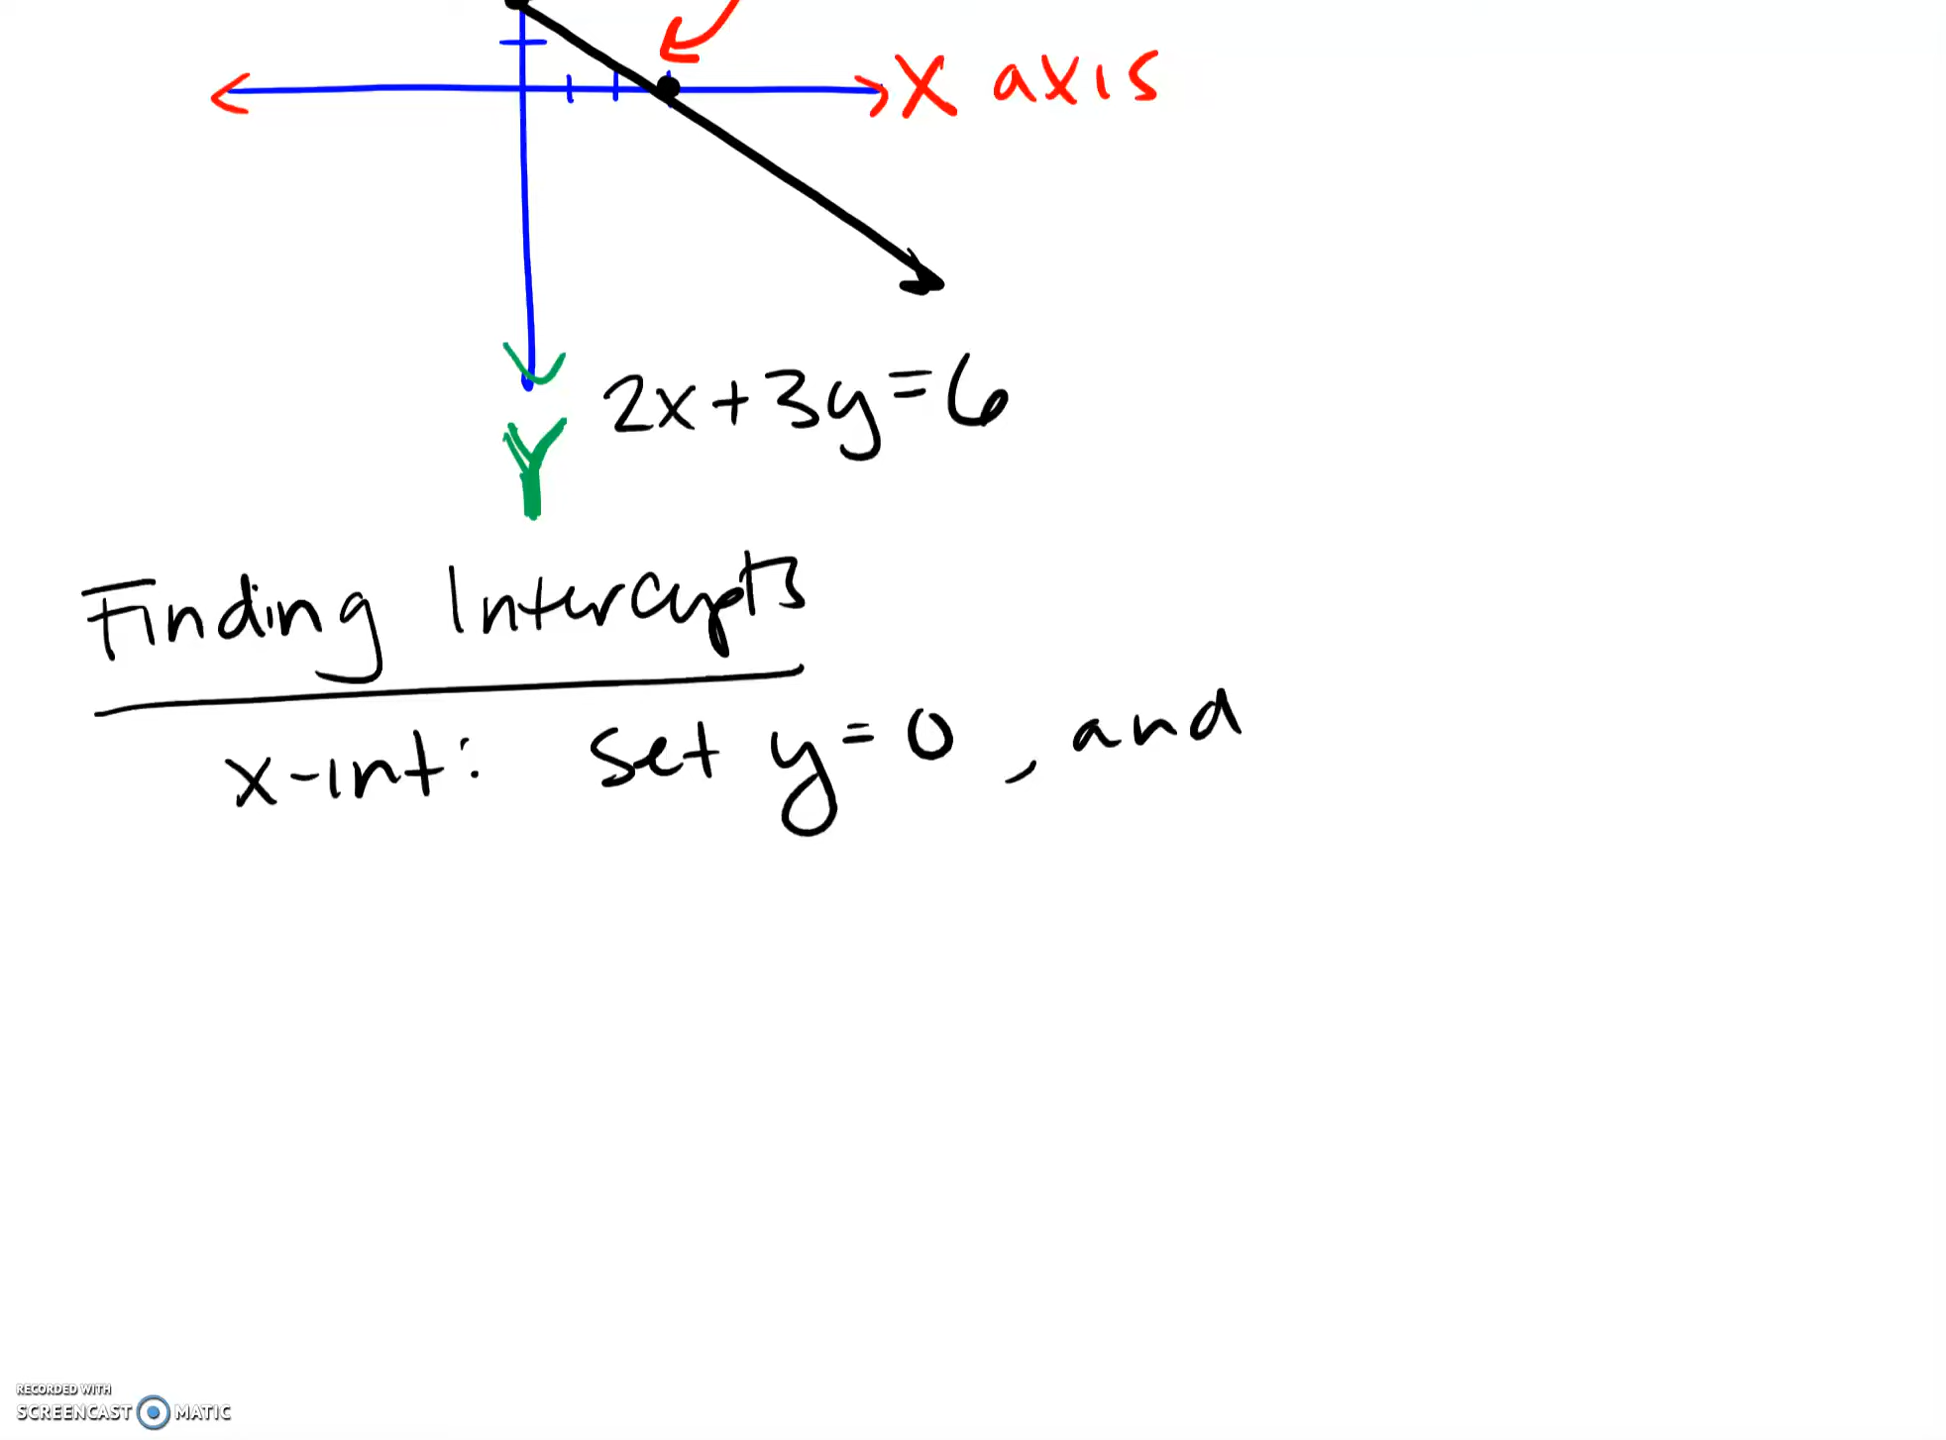 X axis
2x+3y=6
Y
Finding Intercepts
x-int: set y=0, and
RECORDED WITH
SCREENCAST MATIC